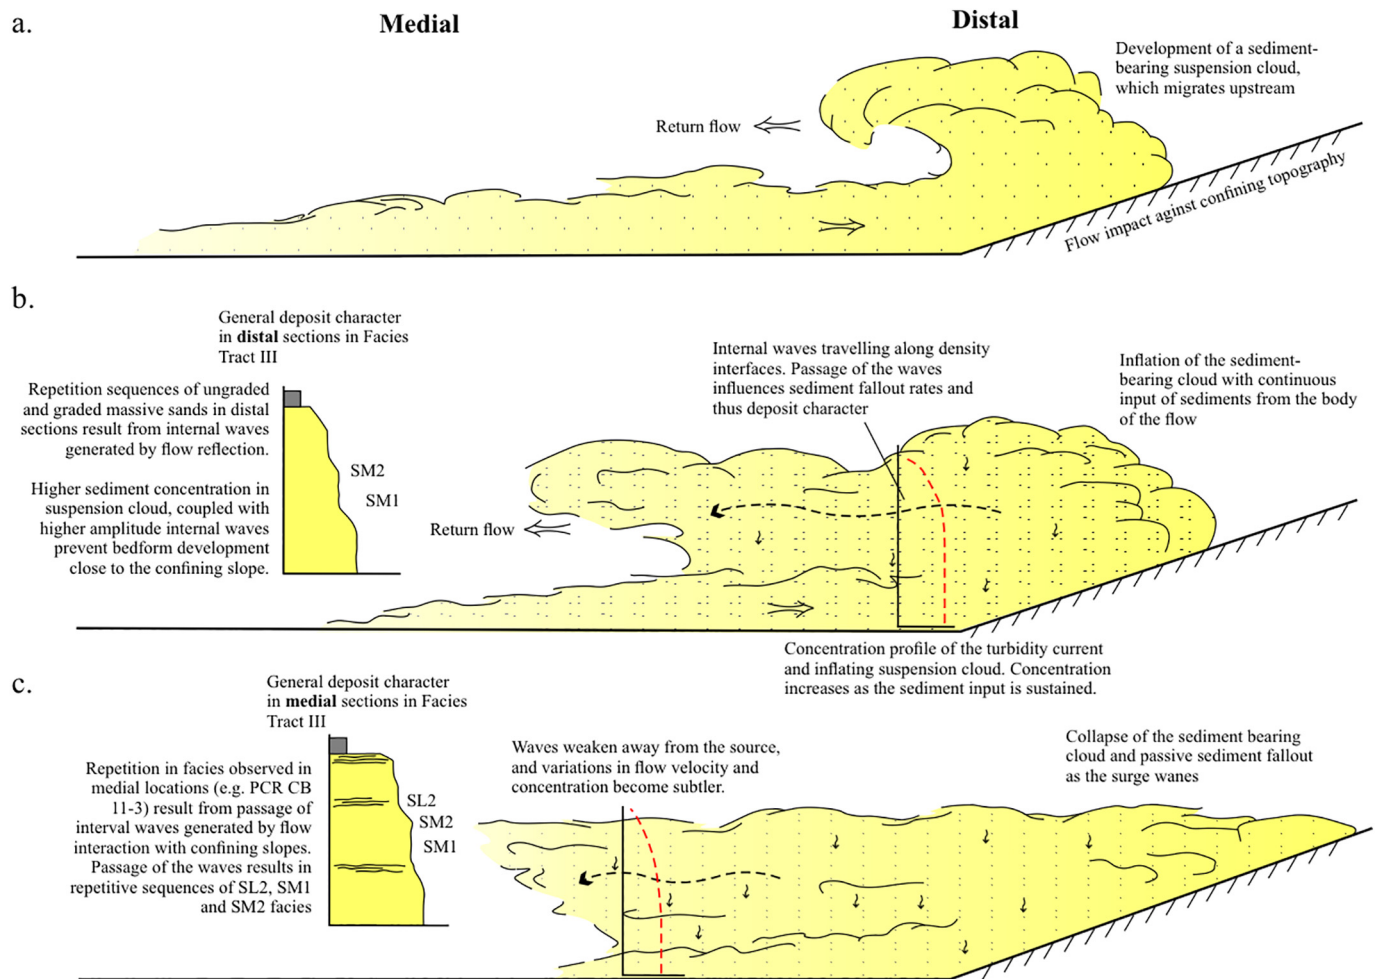 a.
Medial
Distal
Development of a sediment-
bearing suspension cloud,
which migrates upstream
Return flow
Flow impact aginst confining topography
b.
General deposit character
in distal sections in Facies
Tract III
Repetition sequences of ungraded
and graded massive sands in distal
sections result from internal waves
generated by flow reflection.
Higher sediment concentration in
suspension cloud, coupled with
higher amplitude internal waves
prevent bedform development
close to the confining slope.
SM2
SM1
Internal waves travelling along density
interfaces. Passage of the waves
influences sediment fallout rates and
thus deposit character
Inflation of the sediment-
bearing cloud with continuous
input of sediments from the body
of the flow
Return flow
Concentration profile of the turbidity current
and inflating suspension cloud. Concentration
increases as the sediment input is sustained.
c.
General deposit character
in medial sections in Facies
Tract III
Repetition in facies observed in
medial locations (e.g. PCR CB
11-3) result from passage of
interval waves generated by flow
interaction with confining slopes.
Passage of the waves results in
repetitive sequences of SL2, SM1
and SM2 facies
SL2
SM2
SM1
Waves weaken away from the source,
and variations in flow velocity and
concentration become subtler.
Collapse of the sediment bearing
cloud and passive sediment fallout
as the surge wanes